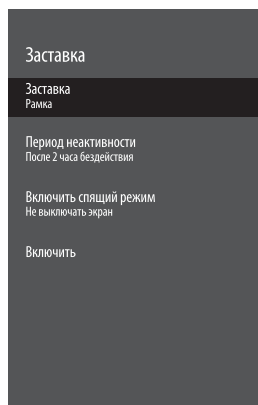 Заставка
Заставка
Рамка
Период неактивности
После 2 часа бездействия
Включить спящий режим
Не выключать экран
Включить